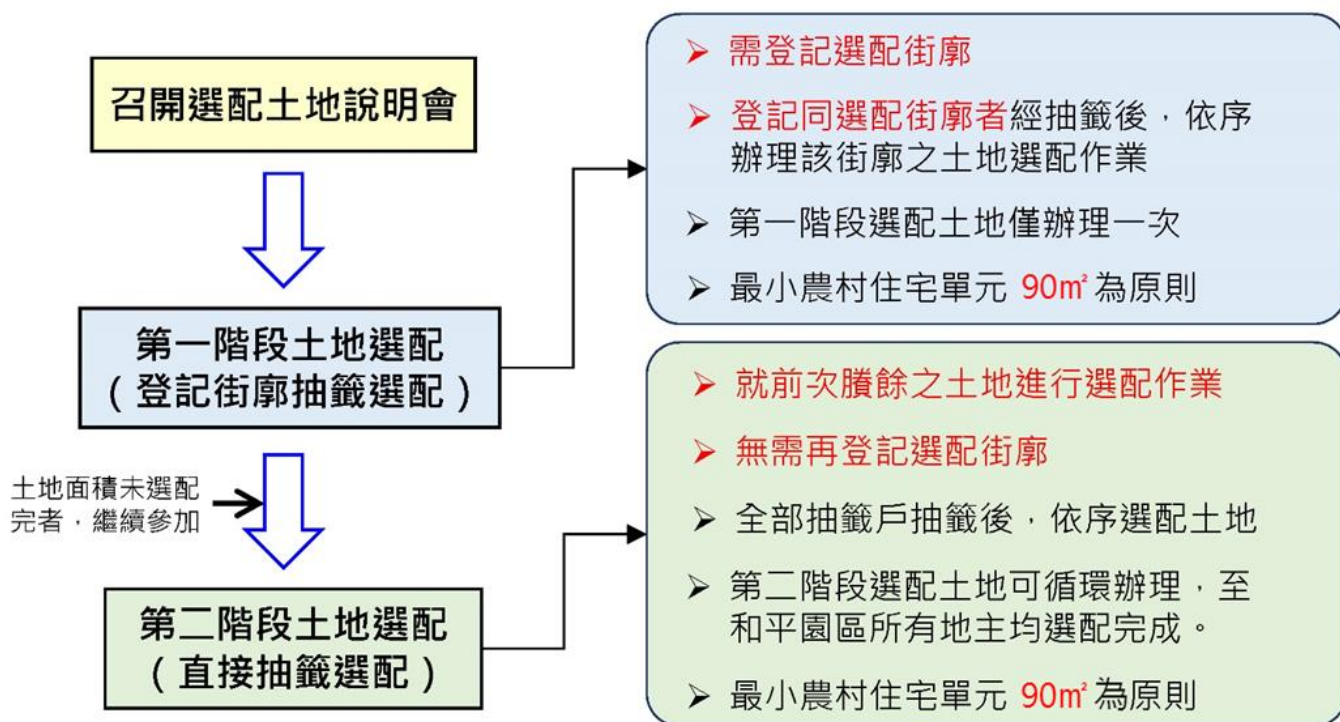 召開選配土地說明會
第一階段土地選配
（登記街廓抽籤選配）
土地面積未選配
完者，繼續參加
第二階段土地選配
（直接抽籤選配）
➢ 需登記選配街廓
➢ 登記同選配街廓者經抽籤後，依序
辦理該街廓之土地選配作業
➢ 第一階段選配土地僅辦理一次
➢ 最小農村住宅單元 90㎡為原則
➢ 就前次賸餘之土地進行選配作業
➢ 無需再登記選配街廓
➢ 全部抽籤戶抽籤後，依序選配土地
➢ 第二階段選配土地可循環辦理，至
和平園區所有地主均選配完成。
➢ 最小農村住宅單元 90㎡為原則